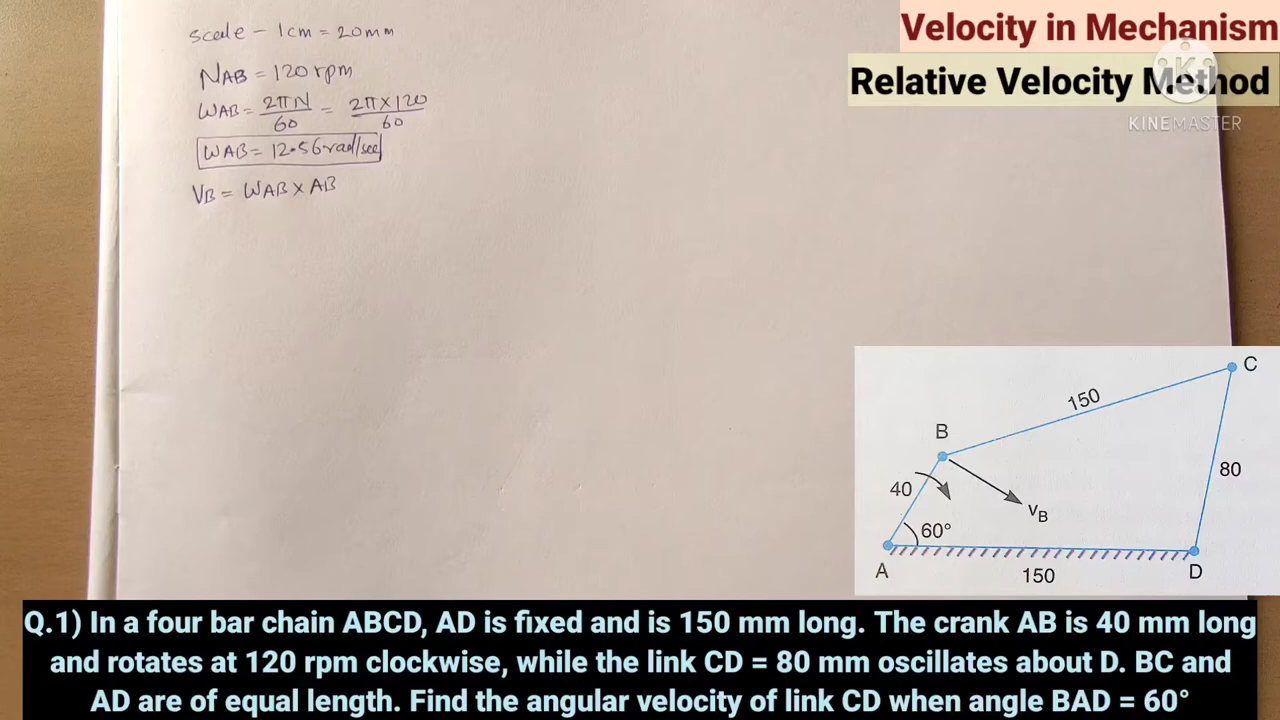 Velocity in Mechanism
Relative Velocity Method
KINEMASTER
scale - 1cm = 20mm
NAB = 120 rpm
WAB = 2πN/60 = 2π×120/60
WAB = 12.56 rad/sec
VB = WAB × AB
C
150
B
80
40
vB
60°
A
150
D
Q.1) In a four bar chain ABCD, AD is fixed and is 150 mm long. The crank AB is 40 mm long
and rotates at 120 rpm clockwise, while the link CD = 80 mm oscillates about D. BC and
AD are of equal length. Find the angular velocity of link CD when angle BAD = 60°